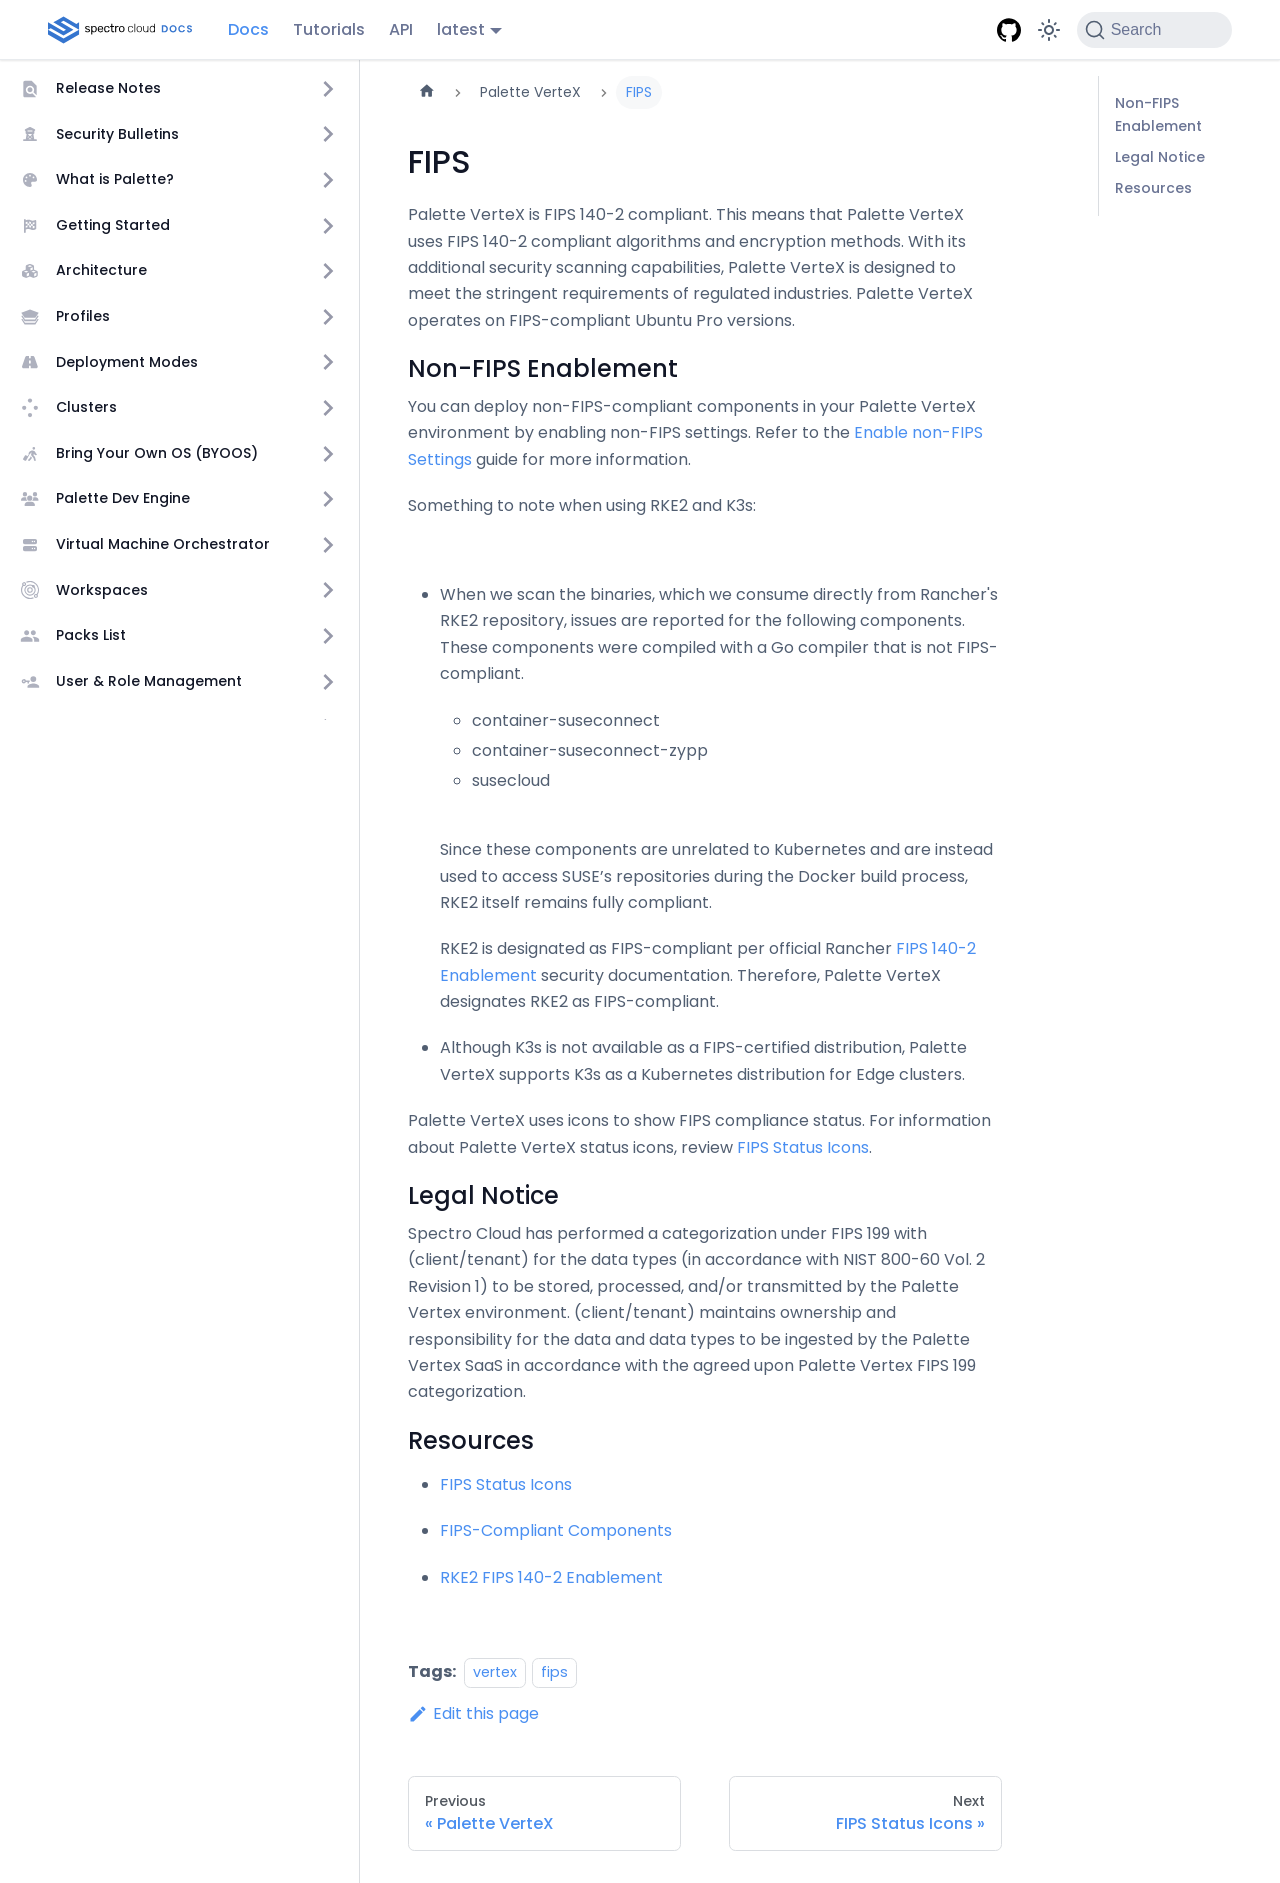 spectro cloud DOCS
Docs
Tutorials
API
latest
Search
Release Notes
Security Bulletins
What is Palette?
Getting Started
Architecture
Profiles
Deployment Modes
Clusters
Bring Your Own OS (BYOOS)
Palette Dev Engine
Virtual Machine Orchestrator
Workspaces
Packs List
User & Role Management
Palette VerteX
FIPS
FIPS
Palette VerteX is FIPS 140-2 compliant. This means that Palette VerteX
uses FIPS 140-2 compliant algorithms and encryption methods. With its
additional security scanning capabilities, Palette VerteX is designed to
meet the stringent requirements of regulated industries. Palette VerteX
operates on FIPS-compliant Ubuntu Pro versions.
Non-FIPS Enablement
You can deploy non-FIPS-compliant components in your Palette VerteX
environment by enabling non-FIPS settings. Refer to the Enable non-FIPS
Settings guide for more information.
Something to note when using RKE2 and K3s:
When we scan the binaries, which we consume directly from Rancher's
RKE2 repository, issues are reported for the following components.
These components were compiled with a Go compiler that is not FIPS-
compliant.
container-suseconnect
container-suseconnect-zypp
susecloud
Since these components are unrelated to Kubernetes and are instead
used to access SUSE’s repositories during the Docker build process,
RKE2 itself remains fully compliant.
RKE2 is designated as FIPS-compliant per official Rancher FIPS 140-2
Enablement security documentation. Therefore, Palette VerteX
designates RKE2 as FIPS-compliant.
Although K3s is not available as a FIPS-certified distribution, Palette
VerteX supports K3s as a Kubernetes distribution for Edge clusters.
Palette VerteX uses icons to show FIPS compliance status. For information
about Palette VerteX status icons, review FIPS Status Icons.
Legal Notice
Spectro Cloud has performed a categorization under FIPS 199 with
(client/tenant) for the data types (in accordance with NIST 800-60 Vol. 2
Revision 1) to be stored, processed, and/or transmitted by the Palette
Vertex environment. (client/tenant) maintains ownership and
responsibility for the data and data types to be ingested by the Palette
Vertex SaaS in accordance with the agreed upon Palette Vertex FIPS 199
categorization.
Resources
FIPS Status Icons
FIPS-Compliant Components
RKE2 FIPS 140-2 Enablement
Tags: vertex fips
Edit this page
Previous
« Palette VerteX
Next
FIPS Status Icons »
Non-FIPS
Enablement
Legal Notice
Resources